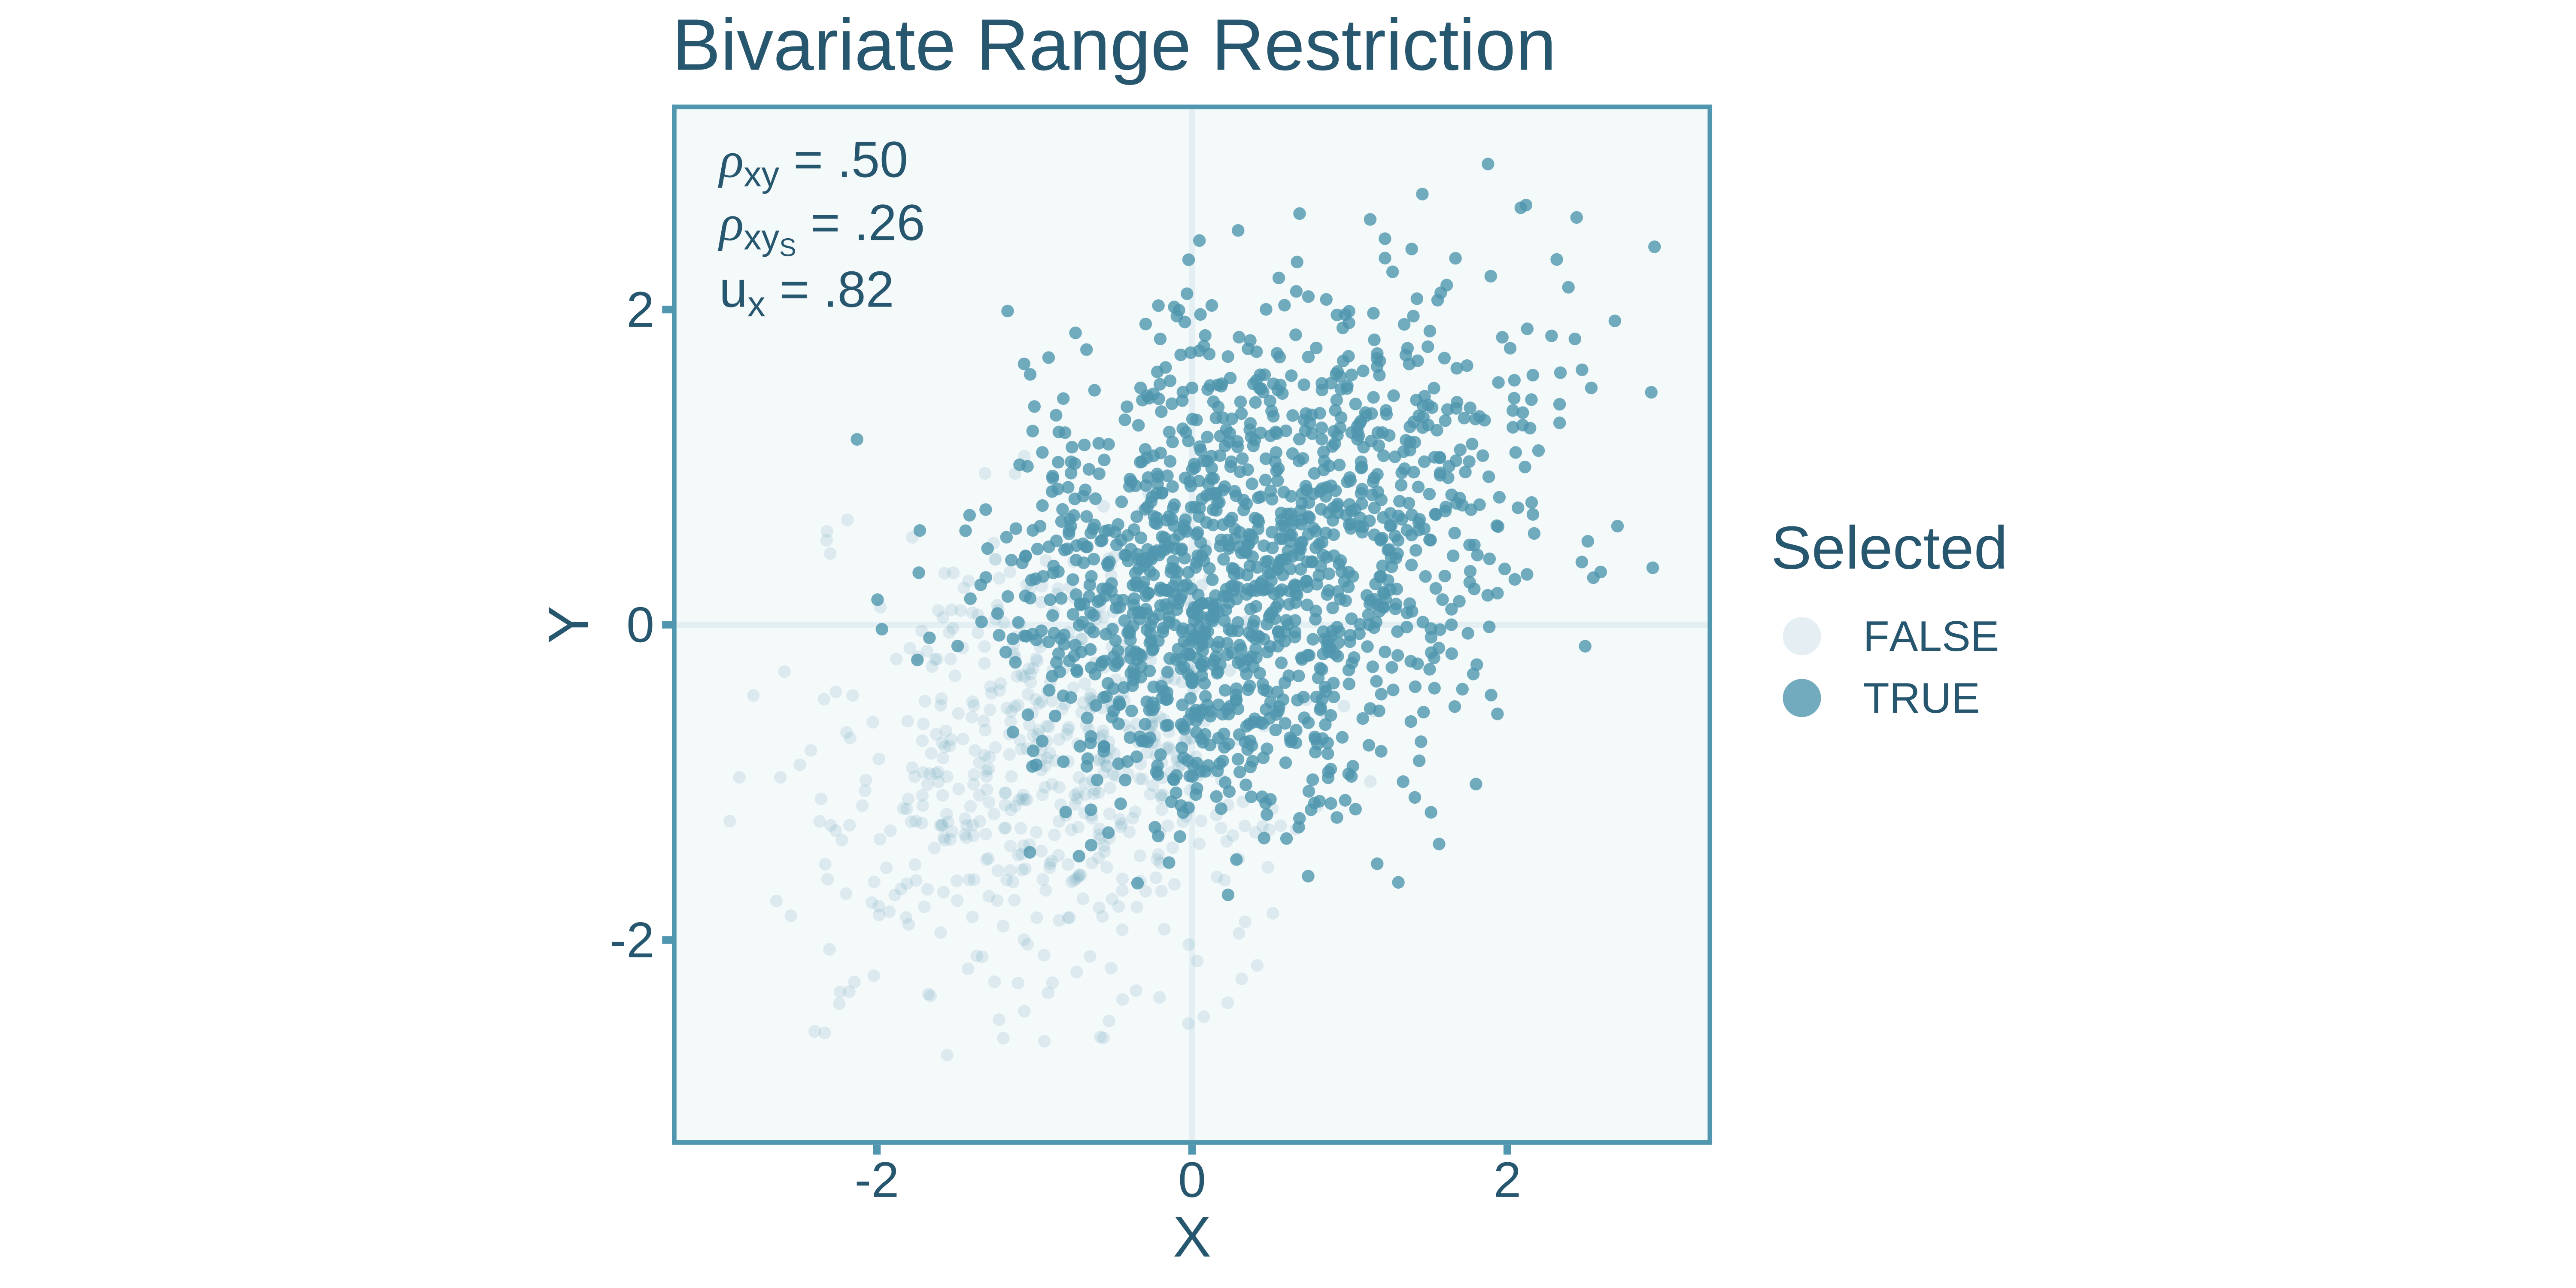 Bivariate Range Restriction
ρxy = .50
ρxyS = .26
ux = .82
2
0
-2
Y
-2 0 2
X
Selected
FALSE
TRUE